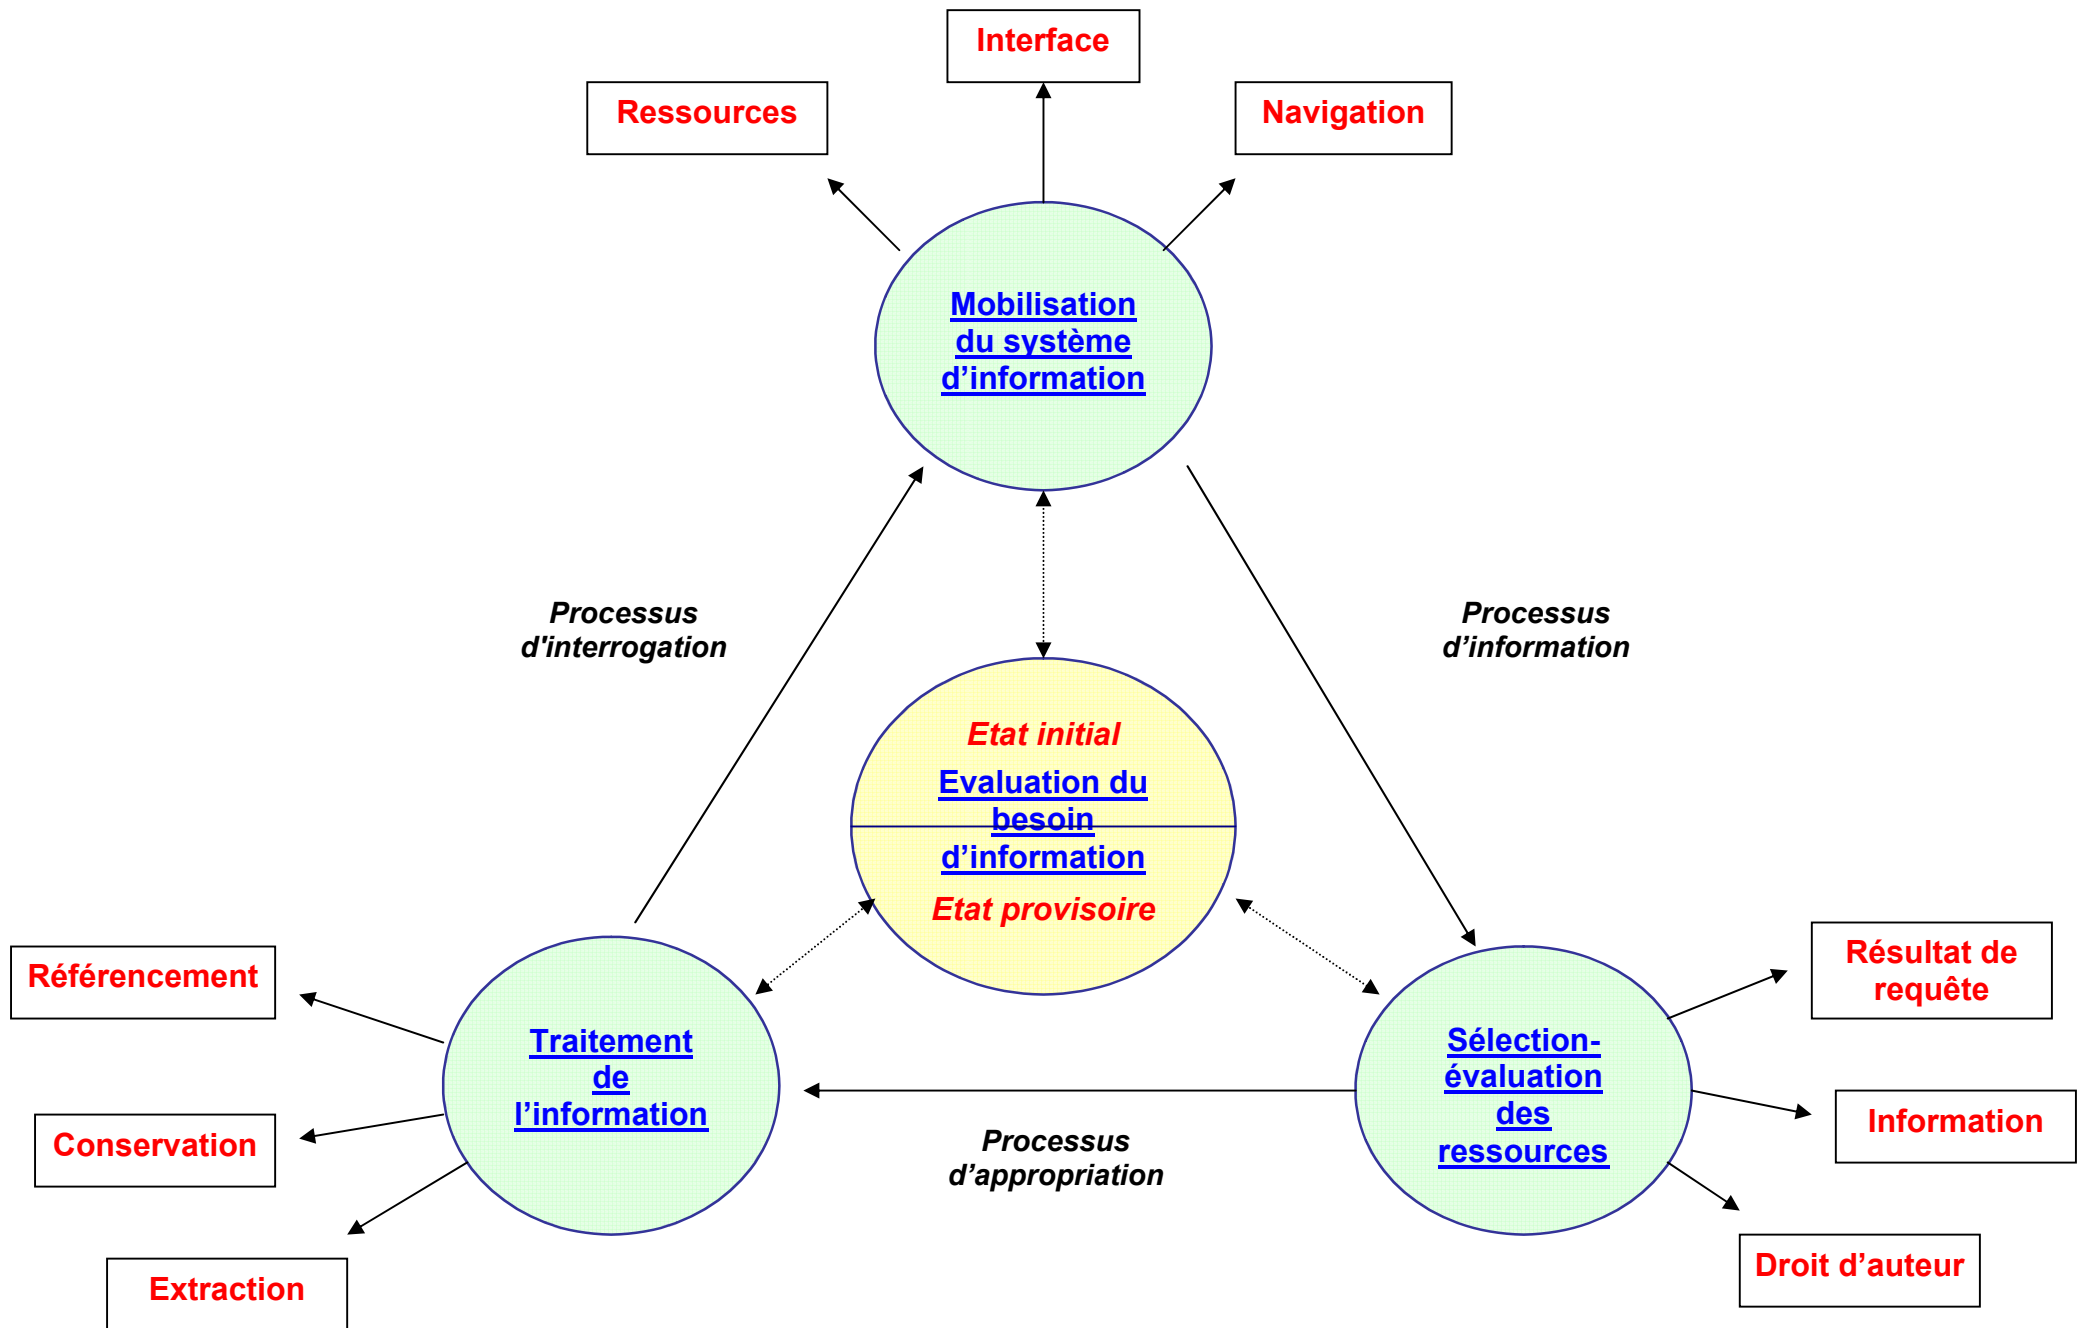 Interface
Ressources
Navigation
Mobilisation
du système
d’information
Processus
d'interrogation
Processus
d’information
Etat initial
Evaluation du
besoin
d’information
Etat provisoire
Référencement
Conservation
Extraction
Traitement
de
l’information
Processus
d’appropriation
Sélection-
évaluation
des
ressources
Résultat de
requête
Information
Droit d’auteur